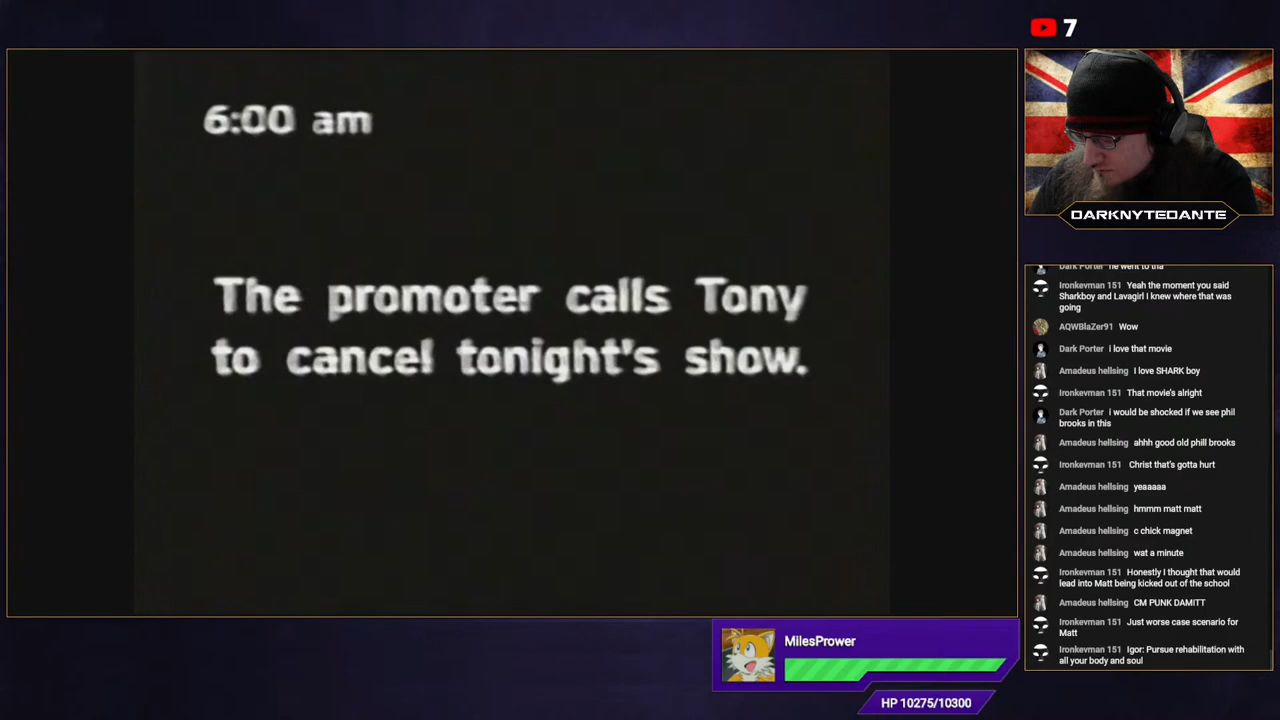 7
6:00 am
The promoter calls Tony
to cancel tonight's show.
DARKNYTEDANTE
Dark Porter he went to tha
Ironkevman 151 Yeah the moment you said
Sharkboy and Lavagirl I knew where that was
going
AQWBlaZer91 Wow
Dark Porter i love that movie
Amadeus hellsing I love SHARK boy
Ironkevman 151 That movie's alright
Dark Porter i would be shocked if we see phil
brooks in this
Amadeus hellsing ahhh good old phill brooks
Ironkevman 151 Christ that's gotta hurt
Amadeus hellsing yeaaaaa
Amadeus hellsing hmmm matt matt
Amadeus hellsing c chick magnet
Amadeus hellsing wat a minute
Ironkevman 151 Honestly I thought that would
lead into Matt being kicked out of the school
Amadeus hellsing CM PUNK DAMITT
Ironkevman 151 Just worse case scenario for
Matt
Ironkevman 151 Igor: Pursue rehabilitation with
all your body and soul
MilesPrower
HP 10275/10300